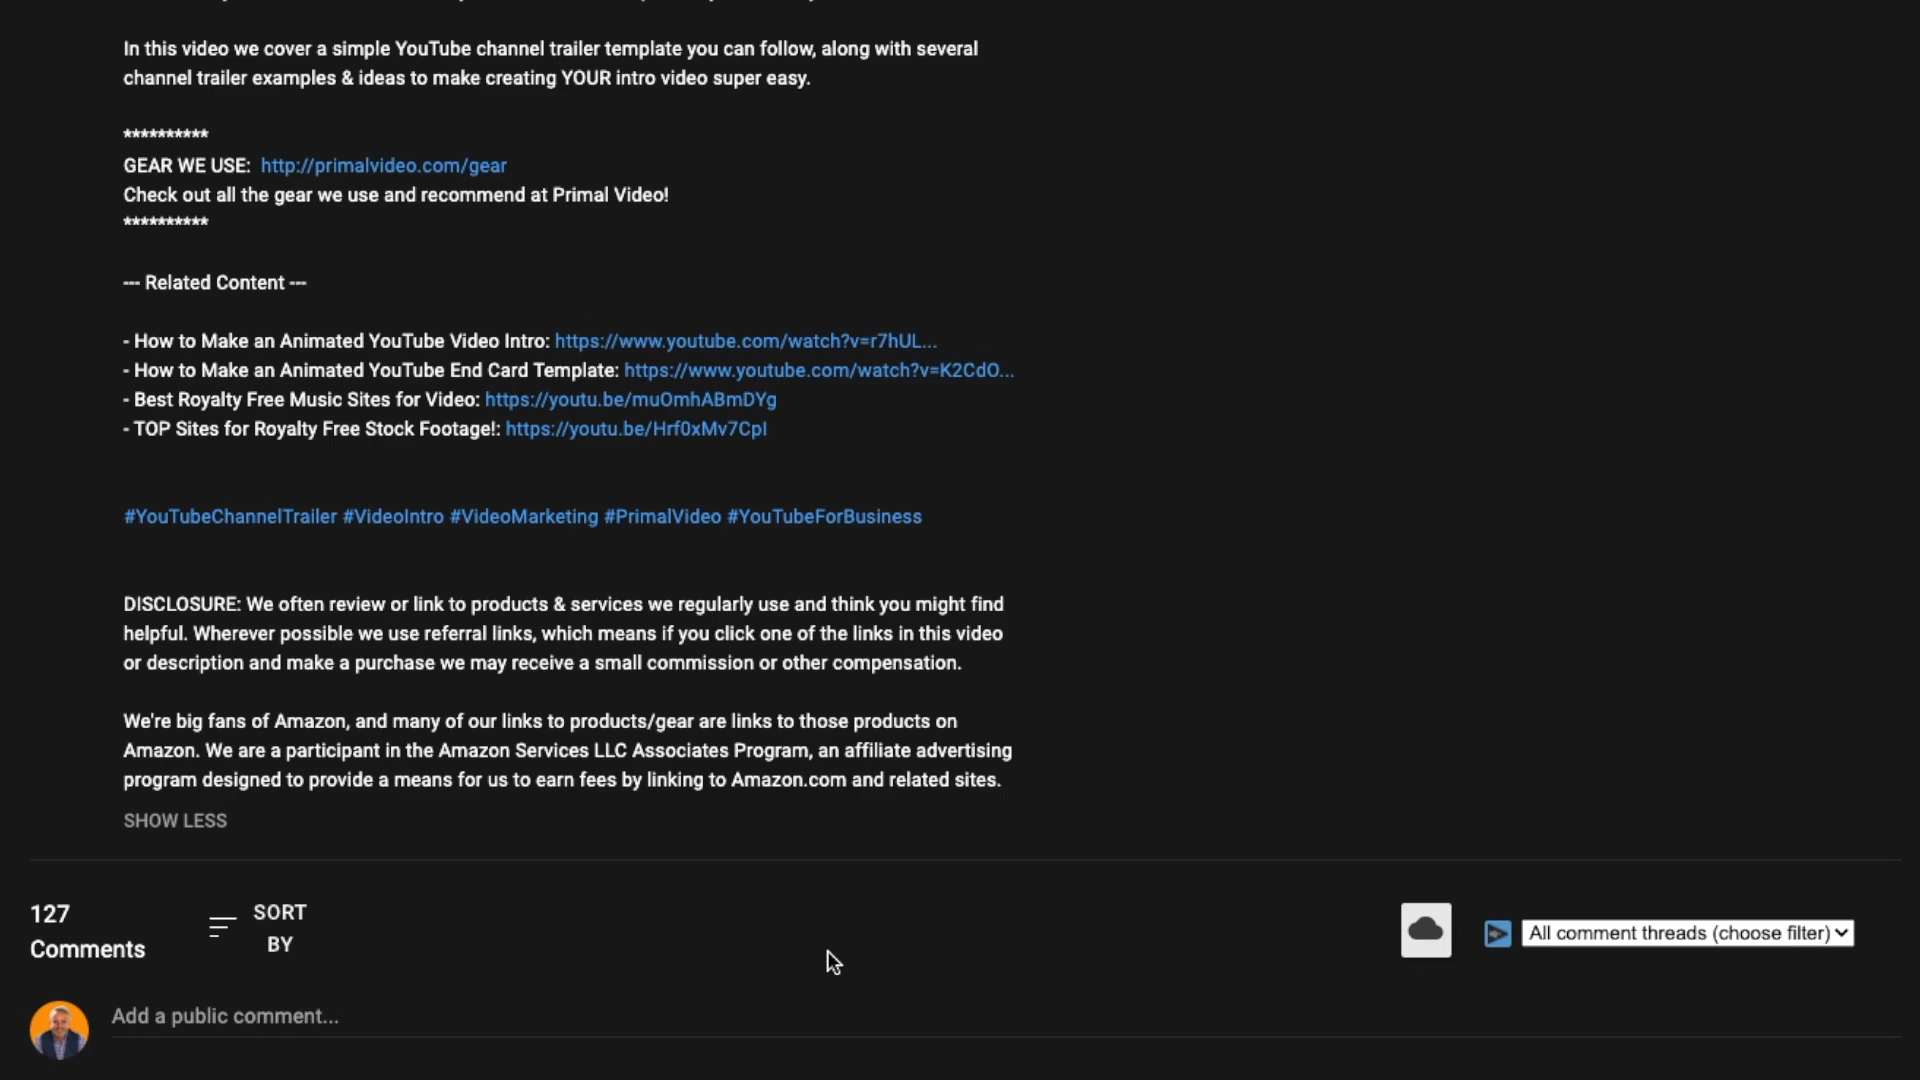 In this video we cover a simple YouTube channel trailer template you can follow, along with several
channel trailer examples & ideas to make creating YOUR intro video super easy.
**********
GEAR WE USE: http://primalvideo.com/gear
Check out all the gear we use and recommend at Primal Video!
**********
--- Related Content ---
- How to Make an Animated YouTube Video Intro: https://www.youtube.com/watch?v=r7hUL...
- How to Make an Animated YouTube End Card Template: https://www.youtube.com/watch?v=K2CdO...
- Best Royalty Free Music Sites for Video: https://youtu.be/muOmhABmDYg
- TOP Sites for Royalty Free Stock Footage!: https://youtu.be/Hrf0xMv7CpI
#YouTubeChannelTrailer #VideoIntro #VideoMarketing #PrimalVideo #YouTubeForBusiness
DISCLOSURE: We often review or link to products & services we regularly use and think you might find
helpful. Wherever possible we use referral links, which means if you click one of the links in this video
or description and make a purchase we may receive a small commission or other compensation.
We're big fans of Amazon, and many of our links to products/gear are links to those products on
Amazon. We are a participant in the Amazon Services LLC Associates Program, an affiliate advertising
program designed to provide a means for us to earn fees by linking to Amazon.com and related sites.
SHOW LESS
127
Comments
SORT
BY
All comment threads (choose filter)
Add a public comment...